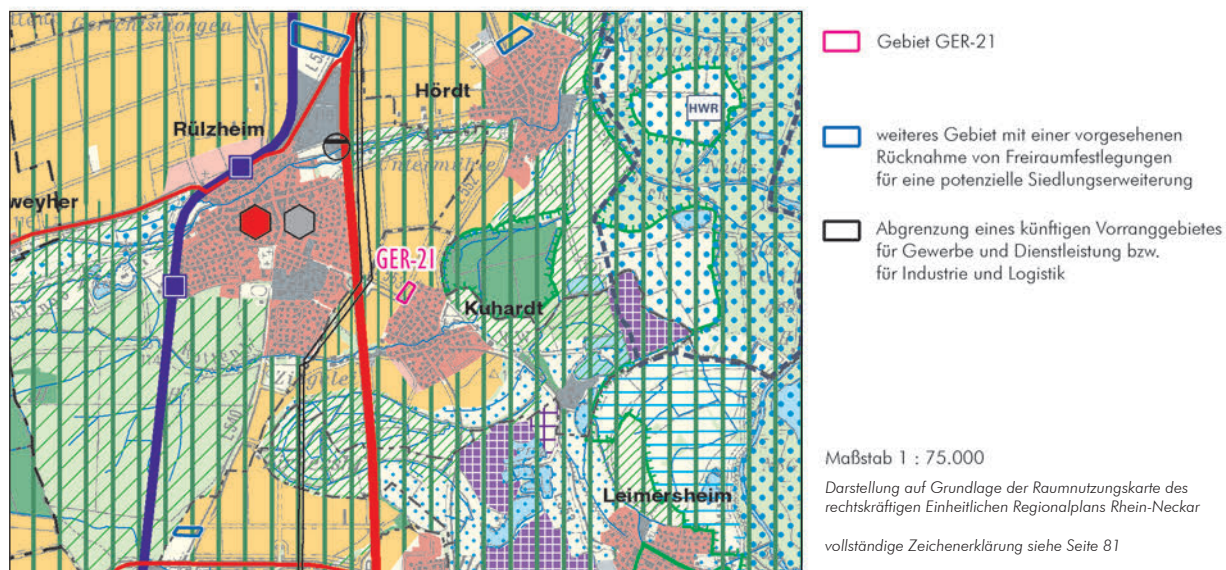 Rülzheim
Hördt
HWR
weyher
GER-21
Kuhardt
L 552
L540
Leimersheim
Gebiet GER-21
weiteres Gebiet mit einer vorgesehenen
Rücknahme von Freiraumfestlegungen
für eine potenzielle Siedlungserweiterung
Abgrenzung eines künftigen Vorranggebietes
für Gewerbe und Dienstleistung bzw.
für Industrie und Logistik
Maßstab 1 : 75.000
Darstellung auf Grundlage der Raumnutzungskarte des
rechtskräftigen Einheitlichen Regionalplans Rhein-Neckar
vollständige Zeichenerklärung siehe Seite 81